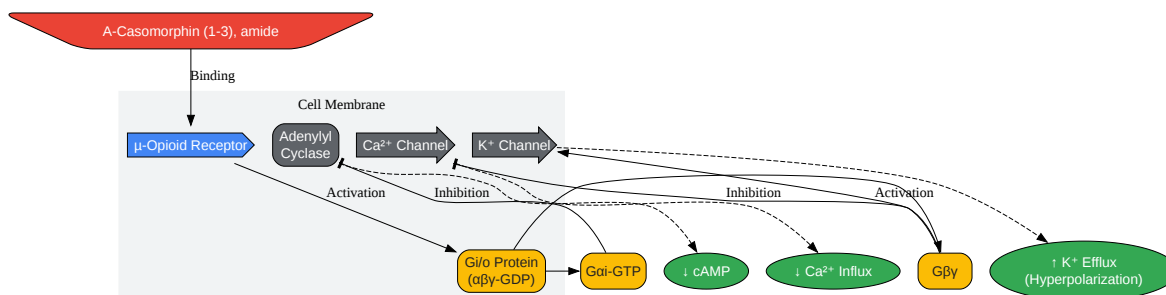 A-Casomorphin (1-3), amide
Binding
Cell Membrane
µ-Opioid Receptor
Adenylyl
Cyclase
Ca²⁺ Channel
K⁺ Channel
Activation
Inhibition
Inhibition
Activation
Gi/o Protein
(αβγ-GDP)
Gαi-GTP
↓ cAMP
↓ Ca²⁺ Influx
Gβγ
↑ K⁺ Efflux
(Hyperpolarization)